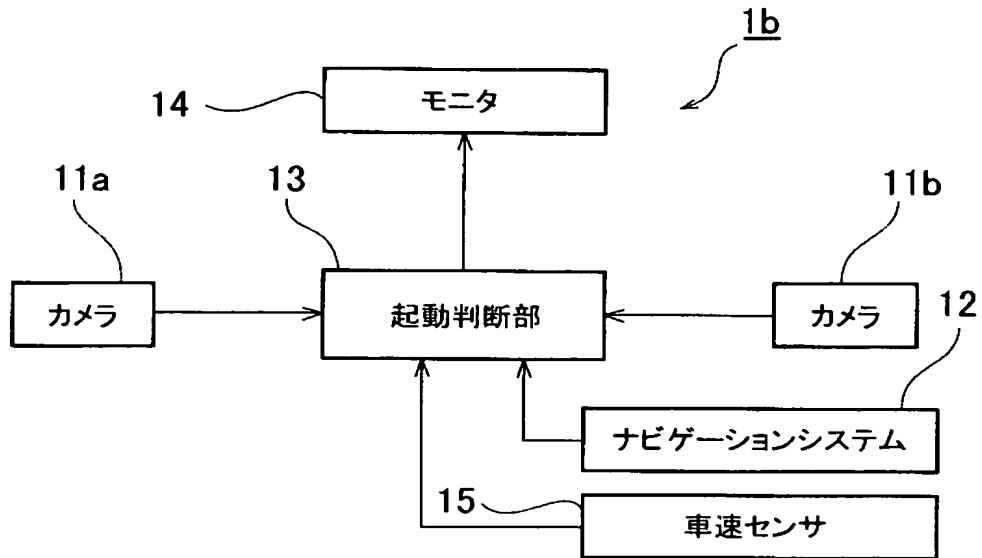 1b
14
モニタ
11a
13
11b
カメラ
起動判断部
カメラ
12
ナビゲーションシステム
15
車速センサ